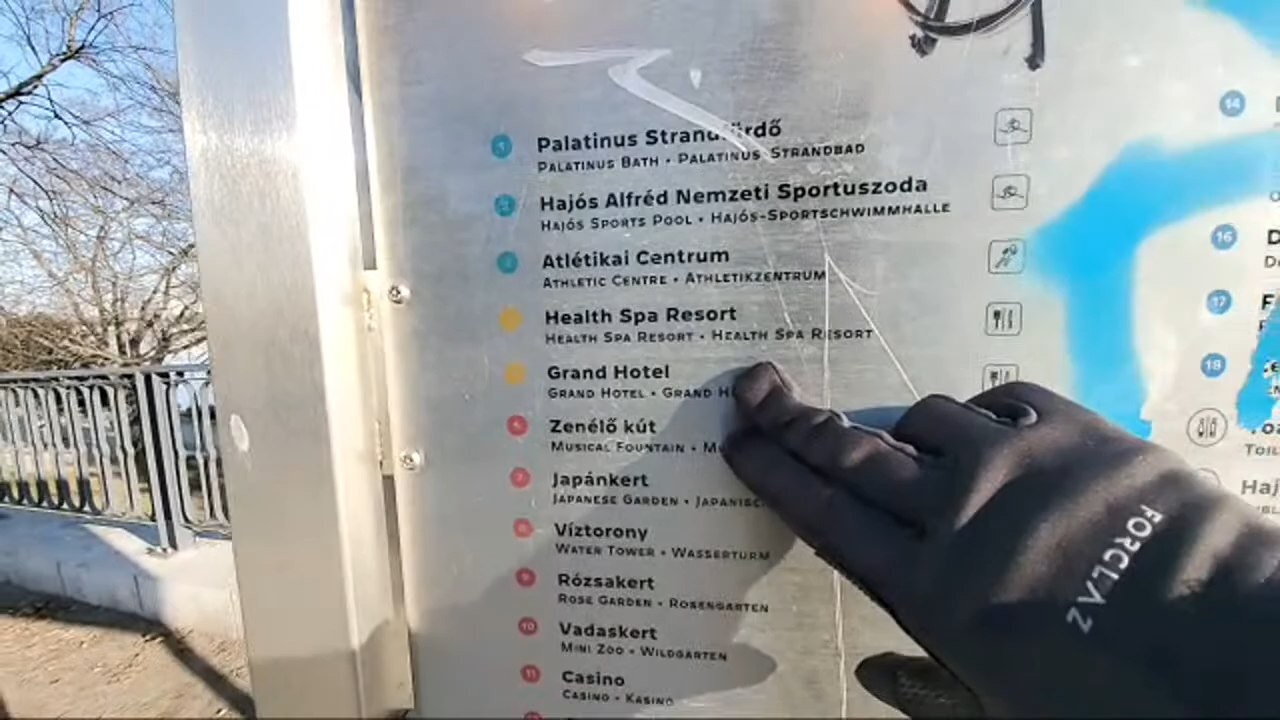 1 Palatinus Strandfürdő
Palatinus Bath • Palatinus Strandbad
Hajós Alfréd Nemzeti Sportuszoda
Hajós Sports Pool • Hajós-Sportschwimmhalle
Atlétikai Centrum
Athletic Centre • Athletikzentrum
Health Spa Resort
Health Spa Resort • Health Spa Resort
Grand Hotel
Grand Hotel • Grand
Zenélő kút
Musical Fountain •
7 Japánkert
Japanese Garden •
8 Víztorony
Water Tower • Wasserturm
9 Rózsakert
Rose Garden • Rosengarten
10 Vadaskert
Mini Zoo • Wildgarten
11 Casino
Casino • Kasino
14
16
17
18
FORCLAZ